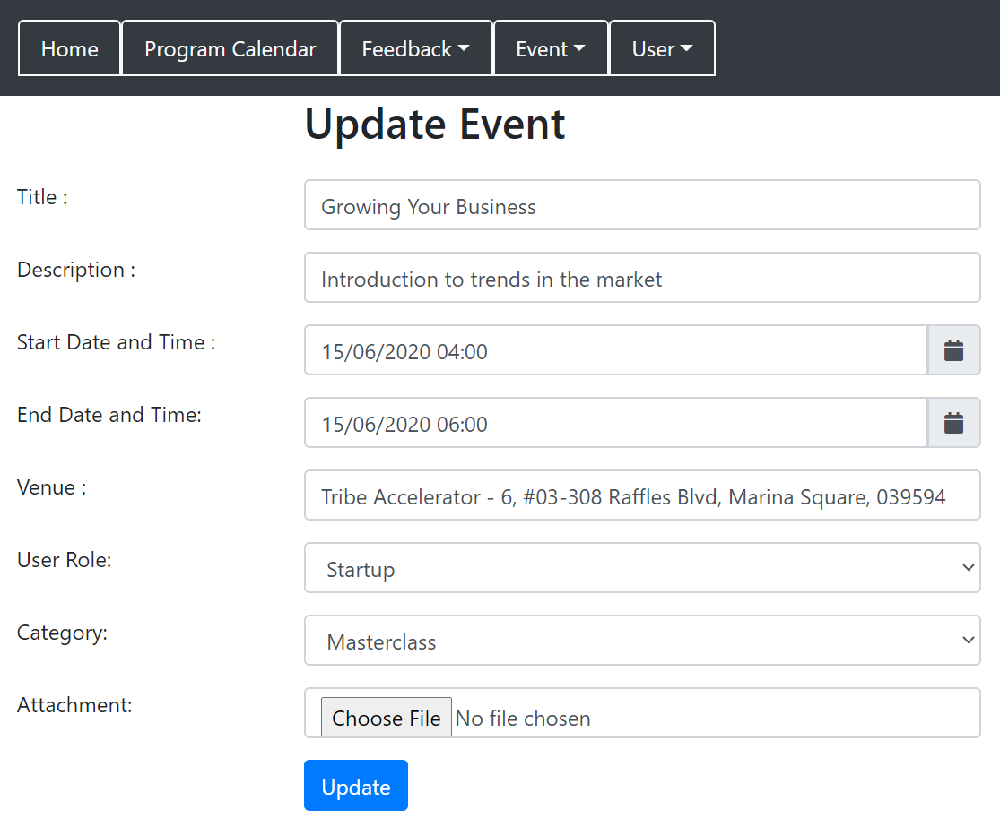 Home Program Calendar Feedback Event User
Update Event
Title : Growing Your Business
Description : Introduction to trends in the market
Start Date and Time : 15/06/2020 04:00
End Date and Time: 15/06/2020 06:00
Venue : Tribe Accelerator - 6, #03-308 Raffles Blvd, Marina Square, 039594
User Role: Startup
Category: Masterclass
Attachment: Choose File No file chosen
Update